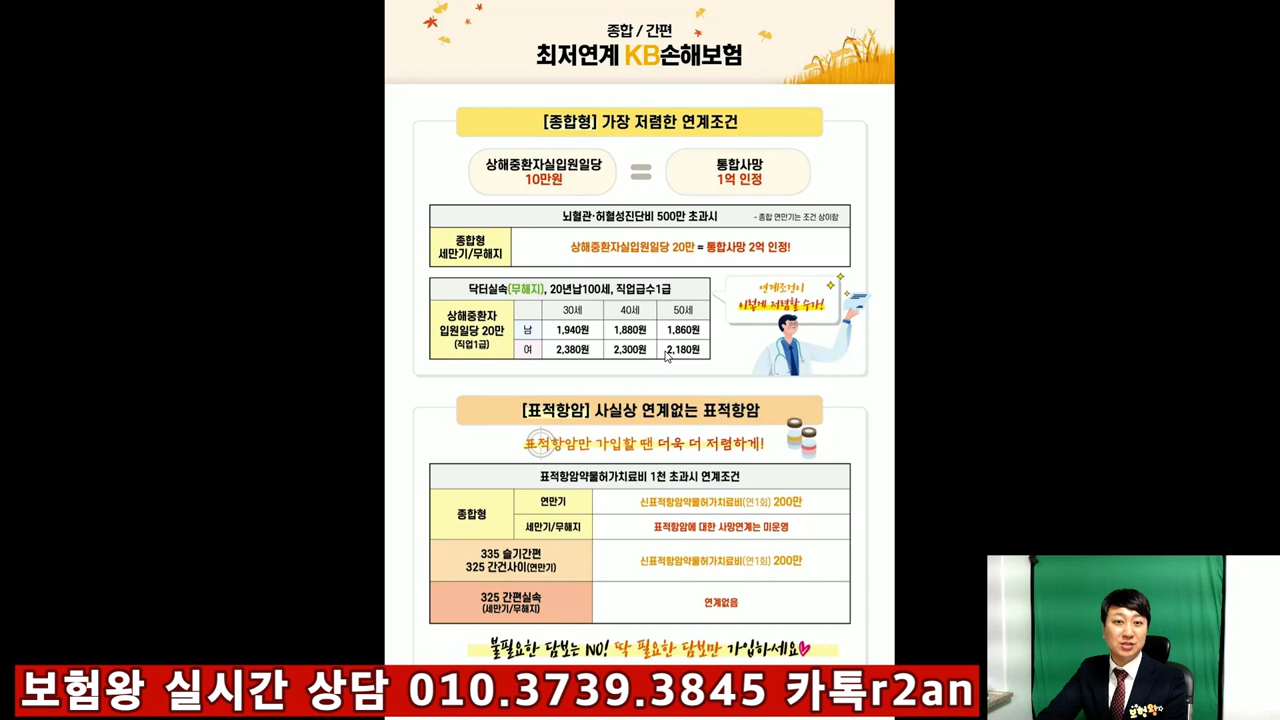 종합 / 간편
최저연계 KB손해보험
[종합형] 가장 저렴한 연계조건
상해중환자실입원일당
10만원
통합사망
1억 인정
뇌혈관·허혈성진단비 500만 초과시
- 종합 연만기는 조건 상이함
종합형
세만기/무해지
상해중환자실입원일당 20만 = 통합사망 2억 인정!
닥터실속(무해지), 20년납100세, 직업급수1급
상해중환자
입원일당 20만
(직업1급)
30세 40세 50세
남 1,940원 1,880원 1,860원
여 2,380원 2,300원 2,180원
연계조건이
이렇게 저렴할 수가!
[표적항암] 사실상 연계없는 표적항암
표적항암만 가입할 땐 더욱 더 저렴하게!
표적항암약물허가치료비 1천 초과시 연계조건
종합형
연만기 신표적항암약물허가치료비(연1회) 200만
세만기/무해지 표적항암에 대한 사망연계는 미운영
335 슬기간편
325 간건사이(연만기)
신표적항암약물허가치료비(연1회) 200만
325 간편실속
(세만기/무해지)
연계없음
불필요한 담보는 NO! 딱 필요한 담보만 가입하세요
보험왕 실시간 상담 010.3739.3845 카톡r2an
보험왕